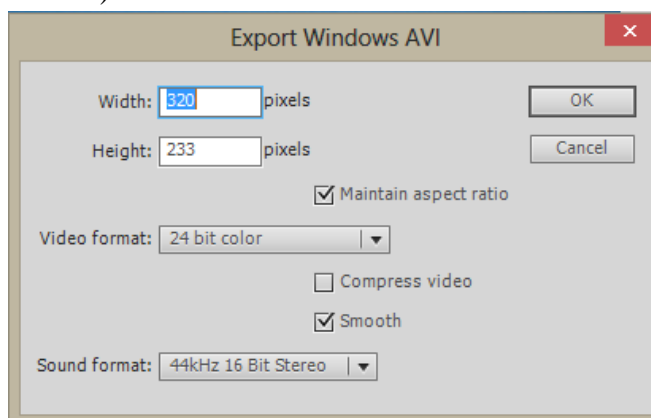 Export Windows AVI
Width: 320 pixels
OK
Height: 233 pixels
Cancel
Maintain aspect ratio
Video format: 24 bit color
Compress video
Smooth
Sound format: 44kHz 16 Bit Stereo